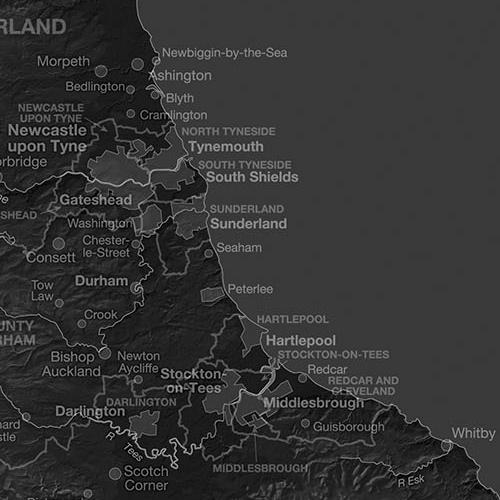 RLAND
Newbiggin-by-the-Sea
Morpeth
Ashington
Bedlington
Blyth
NEWCASTLE
UPON TYNE
Cramlington
Newcastle
upon Tyne
NORTH TYNESIDE
Tynemouth
orbridge
SOUTH TYNESIDE
South Shields
Gateshead
SHEAD
SUNDERLAND
Washington
Sunderland
Chester-
le-Street
Seaham
Consett
Durham
Tow
Law
Peterlee
Crook
HARTLEPOOL
UNTY
RHAM
Hartlepool
Bishop
Auckland
Newton
Aycliffe
STOCKTON-ON-TEES
Stockton-
on-Tees
Redcar
REDCAR AND
CLEVELAND
DARLINGTON
Middlesbrough
Darlington
nard
stle
Guisborough
R Tees
Whitby
MIDDLESBROUGH
Scotch
Corner
R Esk